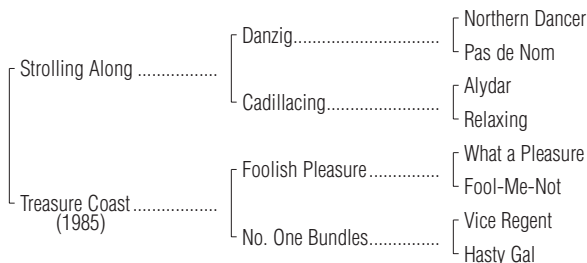 Northern Dancer
Danzig........................................
Pas de Nom
Strolling Along .................
Alydar
Cadillacing...............................
Relaxing
What a Pleasure
Foolish Pleasure...................
Fool-Me-Not
Treasure Coast ..................
(1985)
Vice Regent
No. One Bundles..................
Hasty Gal